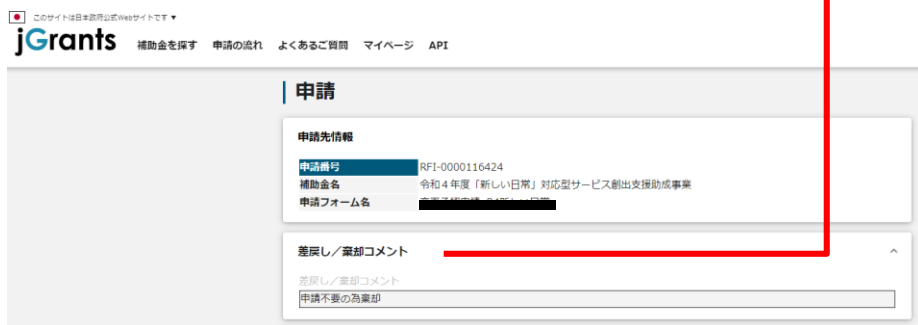 このサイトは日本政府公式Webサイトです ▼
jGrants 補助金を探す 申請の流れ よくあるご質問 マイページ API
申請
申請先情報
申請番号 RFI-0000116424
補助金名 令和4年度「新しい日常」対応型サービス創出支援助成事業
申請フォーム名
差戻し／棄却コメント
差戻し／棄却コメント
申請不要の為棄却